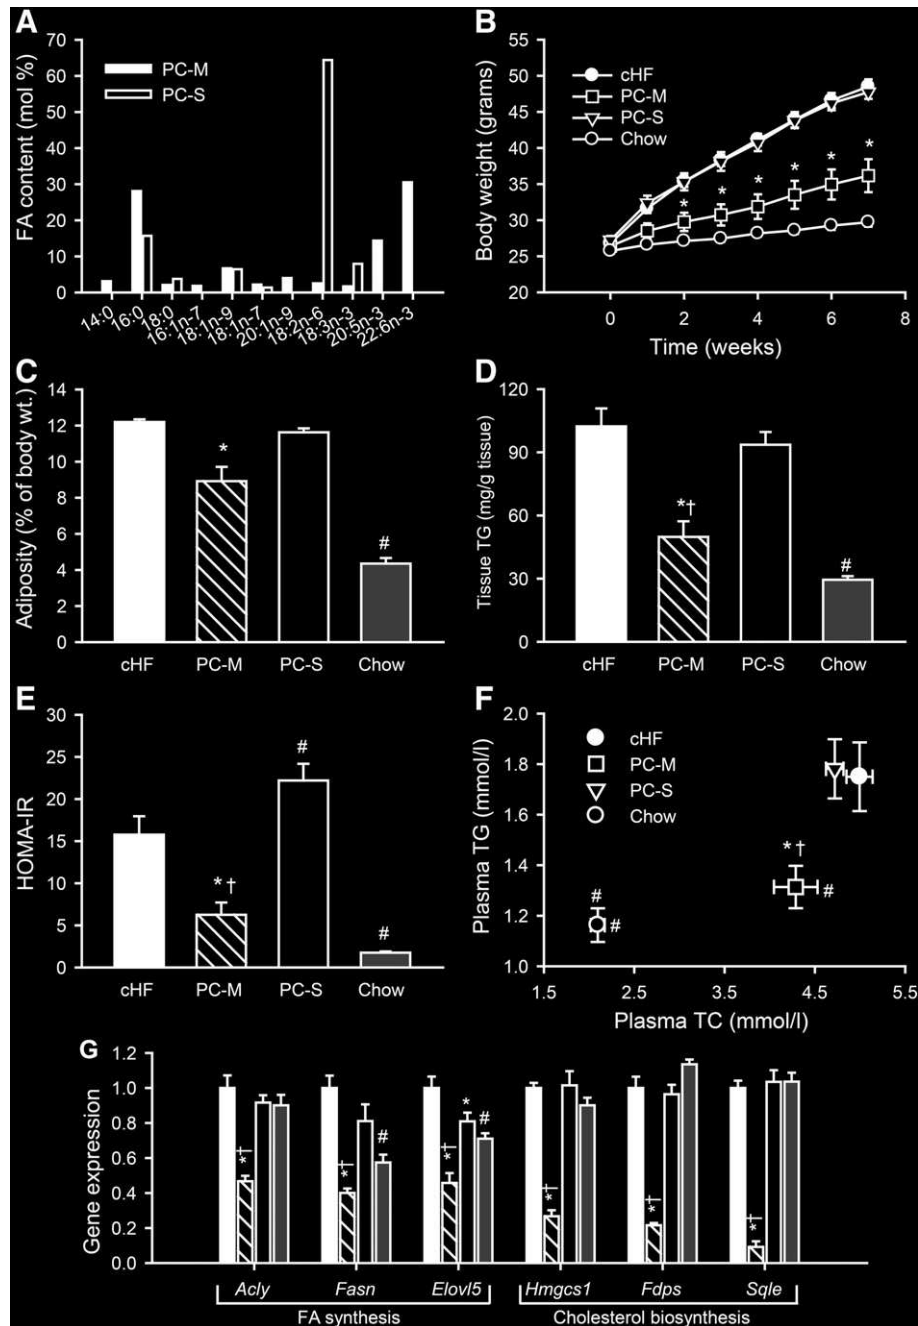 A
FA content (mol %)
70
60
50
40
30
20
10
0
PC-M
PC-S
14:0
16:0
18:0
16:1n-7
18:1n-9
18:1n-7
20:1n-9
18:2n-6
18:3n-3
20:5n-3
22:6n-3
B
Body weight (grams)
55
50
45
40
35
30
25
20
cHF
PC-M
PC-S
Chow
* * * * * *
0 2 4 6 8
Time (weeks)
C
Adiposity (% of body wt.)
14
12
10
8
6
4
2
0
*
#
cHF PC-M PC-S Chow
D
Tissue TG (mg/g tissue)
120
90
60
30
0
*†
#
cHF PC-M PC-S Chow
E
HOMA-IR
30
25
20
15
10
5
0
*†
#
#
cHF PC-M PC-S Chow
F
Plasma TG (mmol/l)
2.0
1.8
1.6
1.4
1.2
1.0
cHF
PC-M
PC-S
Chow
*†
#
#
#
1.5 2.5 3.5 4.5 5.5
Plasma TC (mmol/l)
G
Gene expression
1.2
1.0
0.8
0.6
0.4
0.2
0.0
*†
*†
#
*†
*
#
*†
*†
*†
Acly Fasn Elovl5 Hmgcs1 Fdps Sqle
FA synthesis Cholesterol biosynthesis